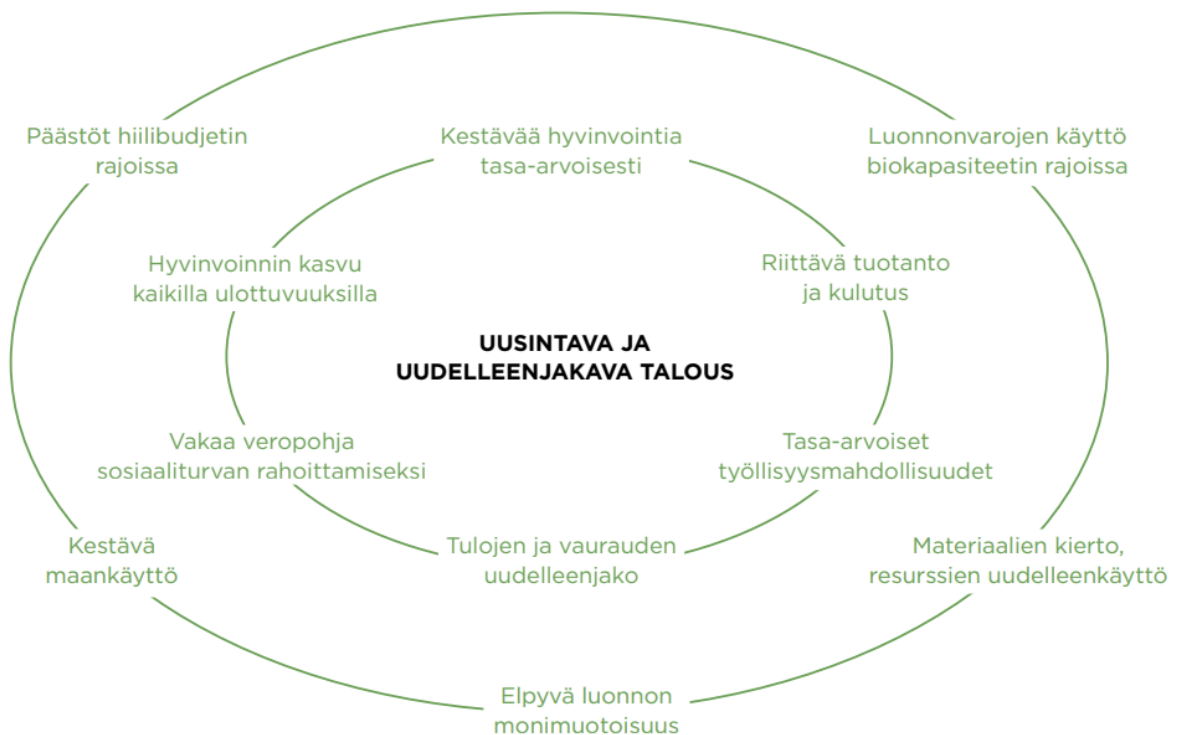 Päästöt hiilibudjetin
rajoissa
Kestävää hyvinvointia
tasa-arvoisesti
Luonnonvarojen käyttö
biokapasiteetin rajoissa
Hyvinvoinnin kasvu
kaikilla ulottuvuuksilla
Riittävä tuotanto
ja kulutus
UUSINTAVA JA
UUDELLEENJAKAVA TALOUS
Vakaa veropohja
sosiaaliturvan rahoittamiseksi
Tasa-arvoiset
työllisyysmahdollisuudet
Kestävä
maankäyttö
Tulojen ja vaurauden
uudelleenjako
Materiaalien kierto,
resurssien uudelleenkäyttö
Elpyvä luonnon
monimuotoisuus